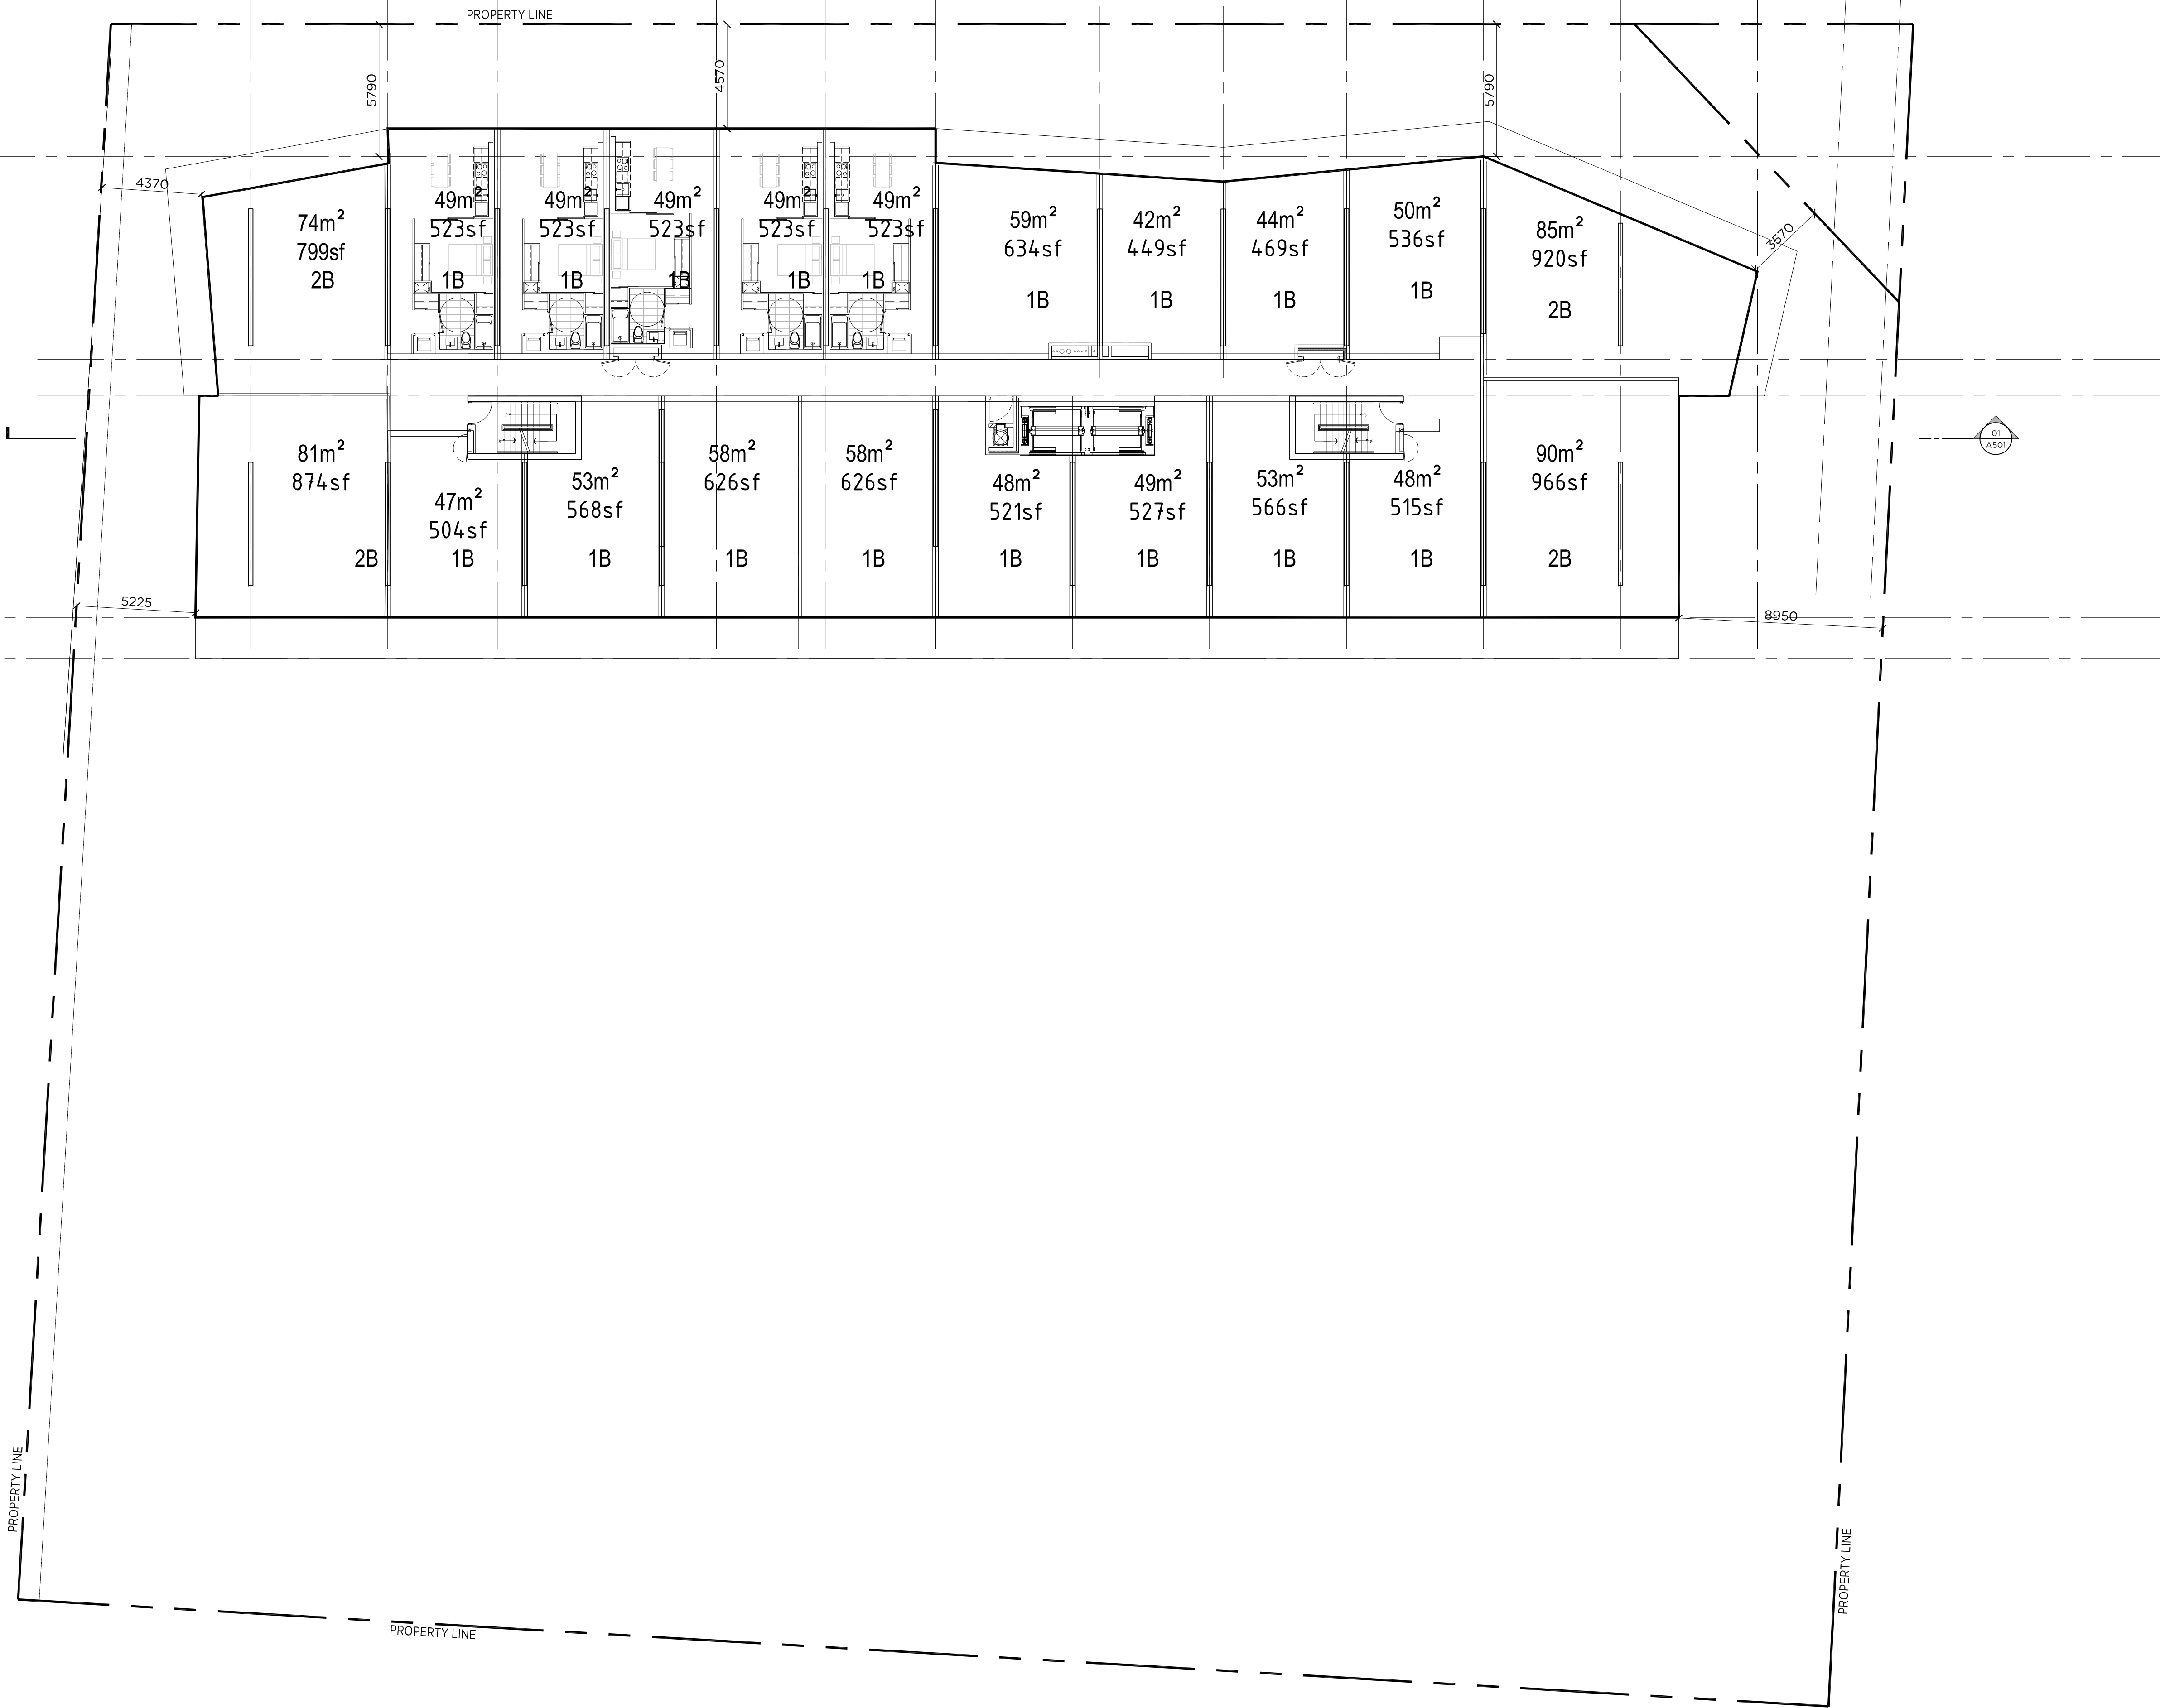 PROPERTY LINE
5790
4570
5790
4370
3570
74m²
799sf
2B
49m²
523sf
1B
49m²
523sf
1B
49m²
523sf
1B
49m²
523sf
1B
49m²
523sf
1B
59m²
634sf
1B
42m²
449sf
1B
44m²
469sf
1B
50m²
536sf
1B
85m²
920sf
2B
81m²
874sf
2B
47m²
504sf
1B
53m²
568sf
1B
58m²
626sf
1B
58m²
626sf
1B
48m²
521sf
1B
49m²
527sf
1B
53m²
566sf
1B
48m²
515sf
1B
90m²
966sf
2B
01
A501
5225
8950
PROPERTY LINE
PROPERTY LINE
PROPERTY LINE